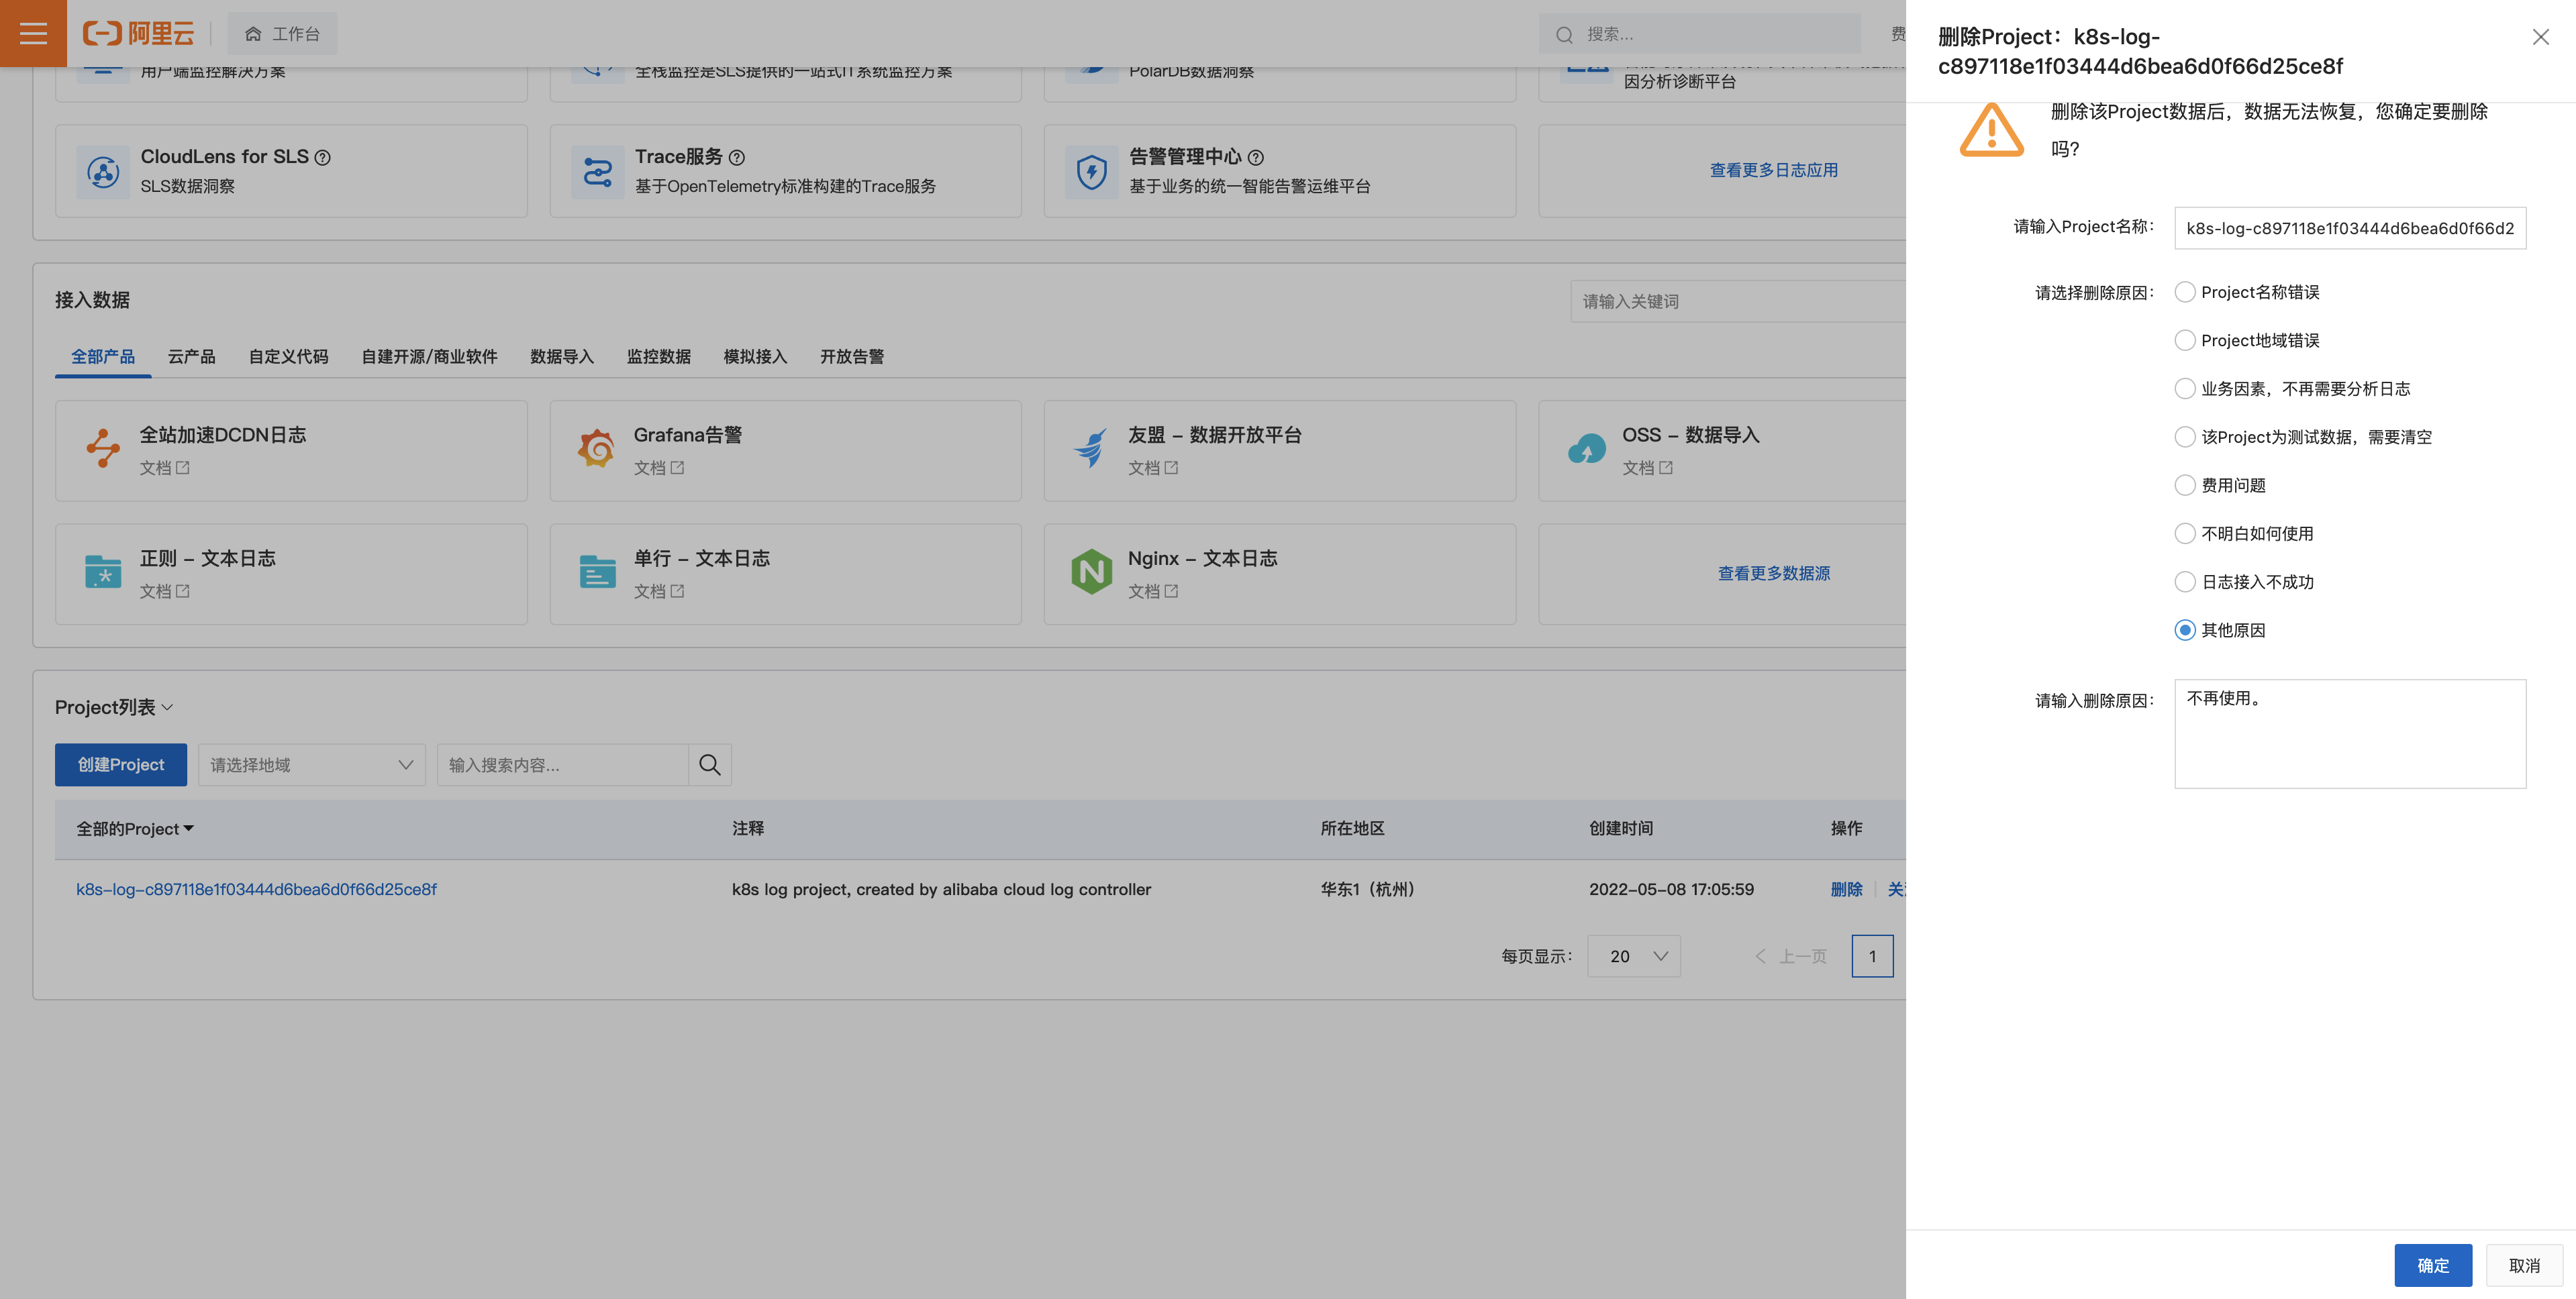 阿里云
工作台
搜索...
费
用户端监控解决方案
全栈监控是SLS提供的一站式IT系统监控方案
PolarDB数据洞察
因分析诊断平台
CloudLens for SLS
SLS数据洞察
Trace服务
基于OpenTelemetry标准构建的Trace服务
告警管理中心
基于业务的统一智能告警运维平台
查看更多日志应用
接入数据
请输入关键词
全部产品 云产品 自定义代码 自建开源/商业软件 数据导入 监控数据 模拟接入 开放告警
全站加速DCDN日志
文档
Grafana告警
文档
友盟 – 数据开放平台
文档
OSS – 数据导入
文档
正则 – 文本日志
文档
单行 – 文本日志
文档
Nginx – 文本日志
文档
查看更多数据源
Project列表
创建Project
请选择地域
输入搜索内容...
全部的Project 注释 所在地区 创建时间 操作
k8s-log-c897118e1f03444d6bea6d0f66d25ce8f k8s log project, created by alibaba cloud log controller 华东1（杭州） 2022-05-08 17:05:59 删除
每页显示： 20 上一页 1
删除Project：k8s-log-
c897118e1f03444d6bea6d0f66d25ce8f
删除该Project数据后，数据无法恢复，您确定要删除
吗?
请输入Project名称： k8s-log-c897118e1f03444d6bea6d0f66d2
请选择删除原因： Project名称错误
Project地域错误
业务因素，不再需要分析日志
该Project为测试数据，需要清空
费用问题
不明白如何使用
日志接入不成功
其他原因
请输入删除原因： 不再使用。
确定 取消